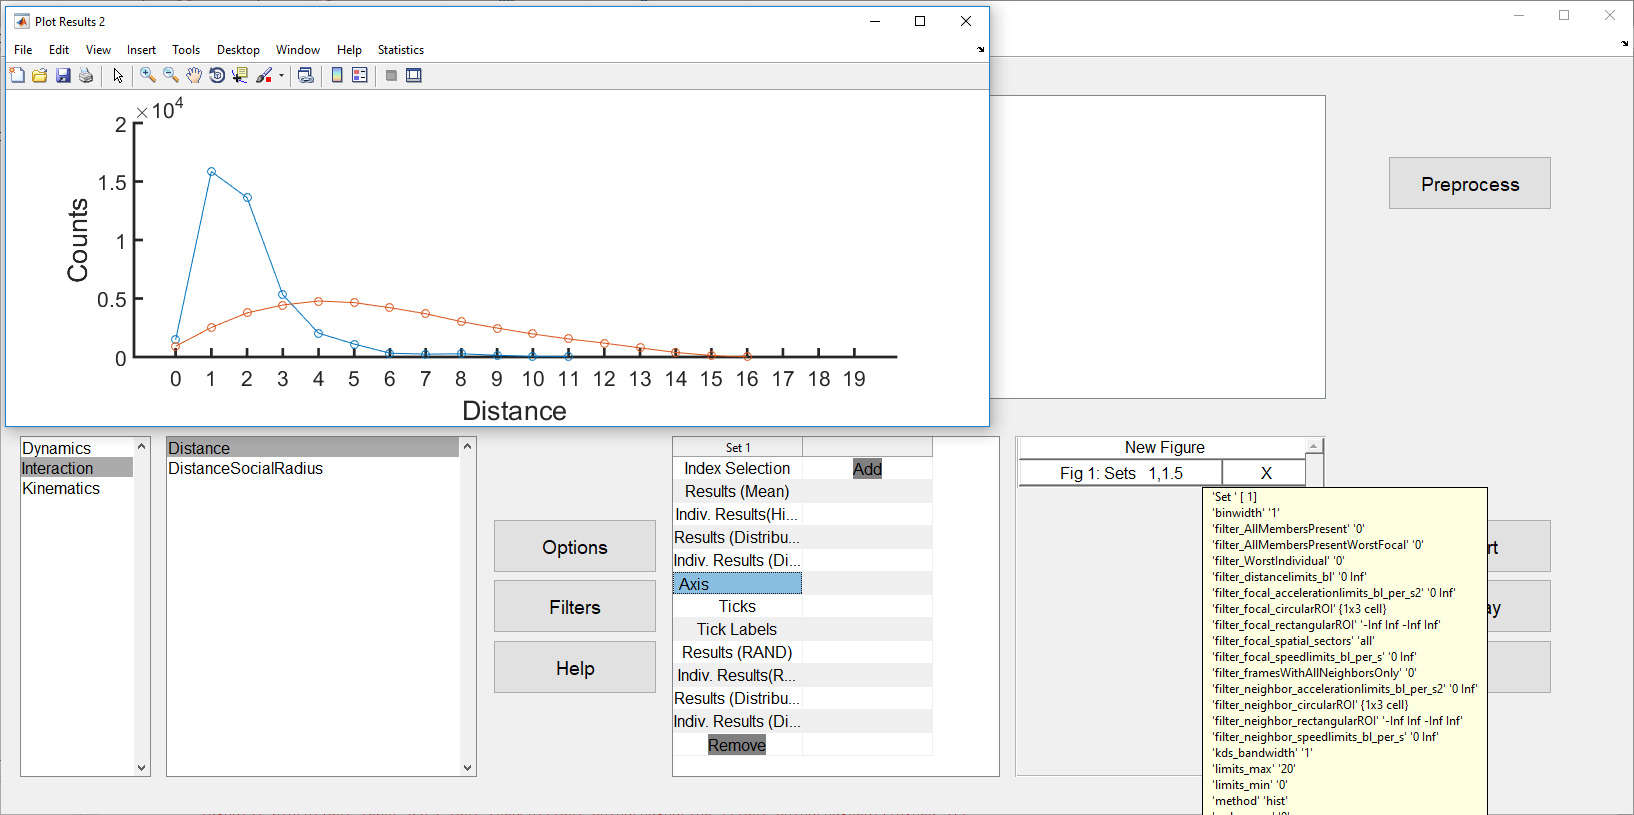 Plot Results 2
File Edit View Insert Tools Desktop Window Help Statistics
×10⁴
2
1.5
1
0.5
0
Counts
0 1 2 3 4 5 6 7 8 9 10 11 12 13 14 15 16 17 18 19
Distance
Preprocess
Dynamics
Interaction
Kinematics
Distance
DistanceSocialRadius
Options
Filters
Help
Set 1
Index Selection Add
Results (Mean)
Indiv. Results(Hi...
Results (Distribu...
Indiv. Results (Di...
Axis
Ticks
Tick Labels
Results (RAND)
Indiv. Results(R...
Results (Distribu...
Indiv. Results (Di...
Remove
New Figure
Fig 1: Sets 1,1.5 X
'Set ' [ 1]
'binwidth' '1'
'filter_AllMembersPresent' '0'
'filter_AllMembersPresentWorstFocal' '0'
'filter_WorstIndividual' '0'
'filter_distancelimits_bl' '0 Inf'
'filter_focal_accelerationlimits_bl_per_s2' '0 Inf'
'filter_focal_circularROI' {1x3 cell}
'filter_focal_rectangularROI' '-Inf Inf -Inf Inf'
'filter_focal_spatial_sectors' 'all'
'filter_focal_speedlimits_bl_per_s' '0 Inf'
'filter_framesWithAllNeighborsOnly' '0'
'filter_neighbor_accelerationlimits_bl_per_s2' '0 Inf'
'filter_neighbor_circularROI' {1x3 cell}
'filter_neighbor_rectangularROI' '-Inf Inf -Inf Inf'
'filter_neighbor_speedlimits_bl_per_s' '0 Inf'
'kds_bandwidth' '1'
'limits_max' '20'
'limits_min' '0'
'method' 'hist'
rt
ay